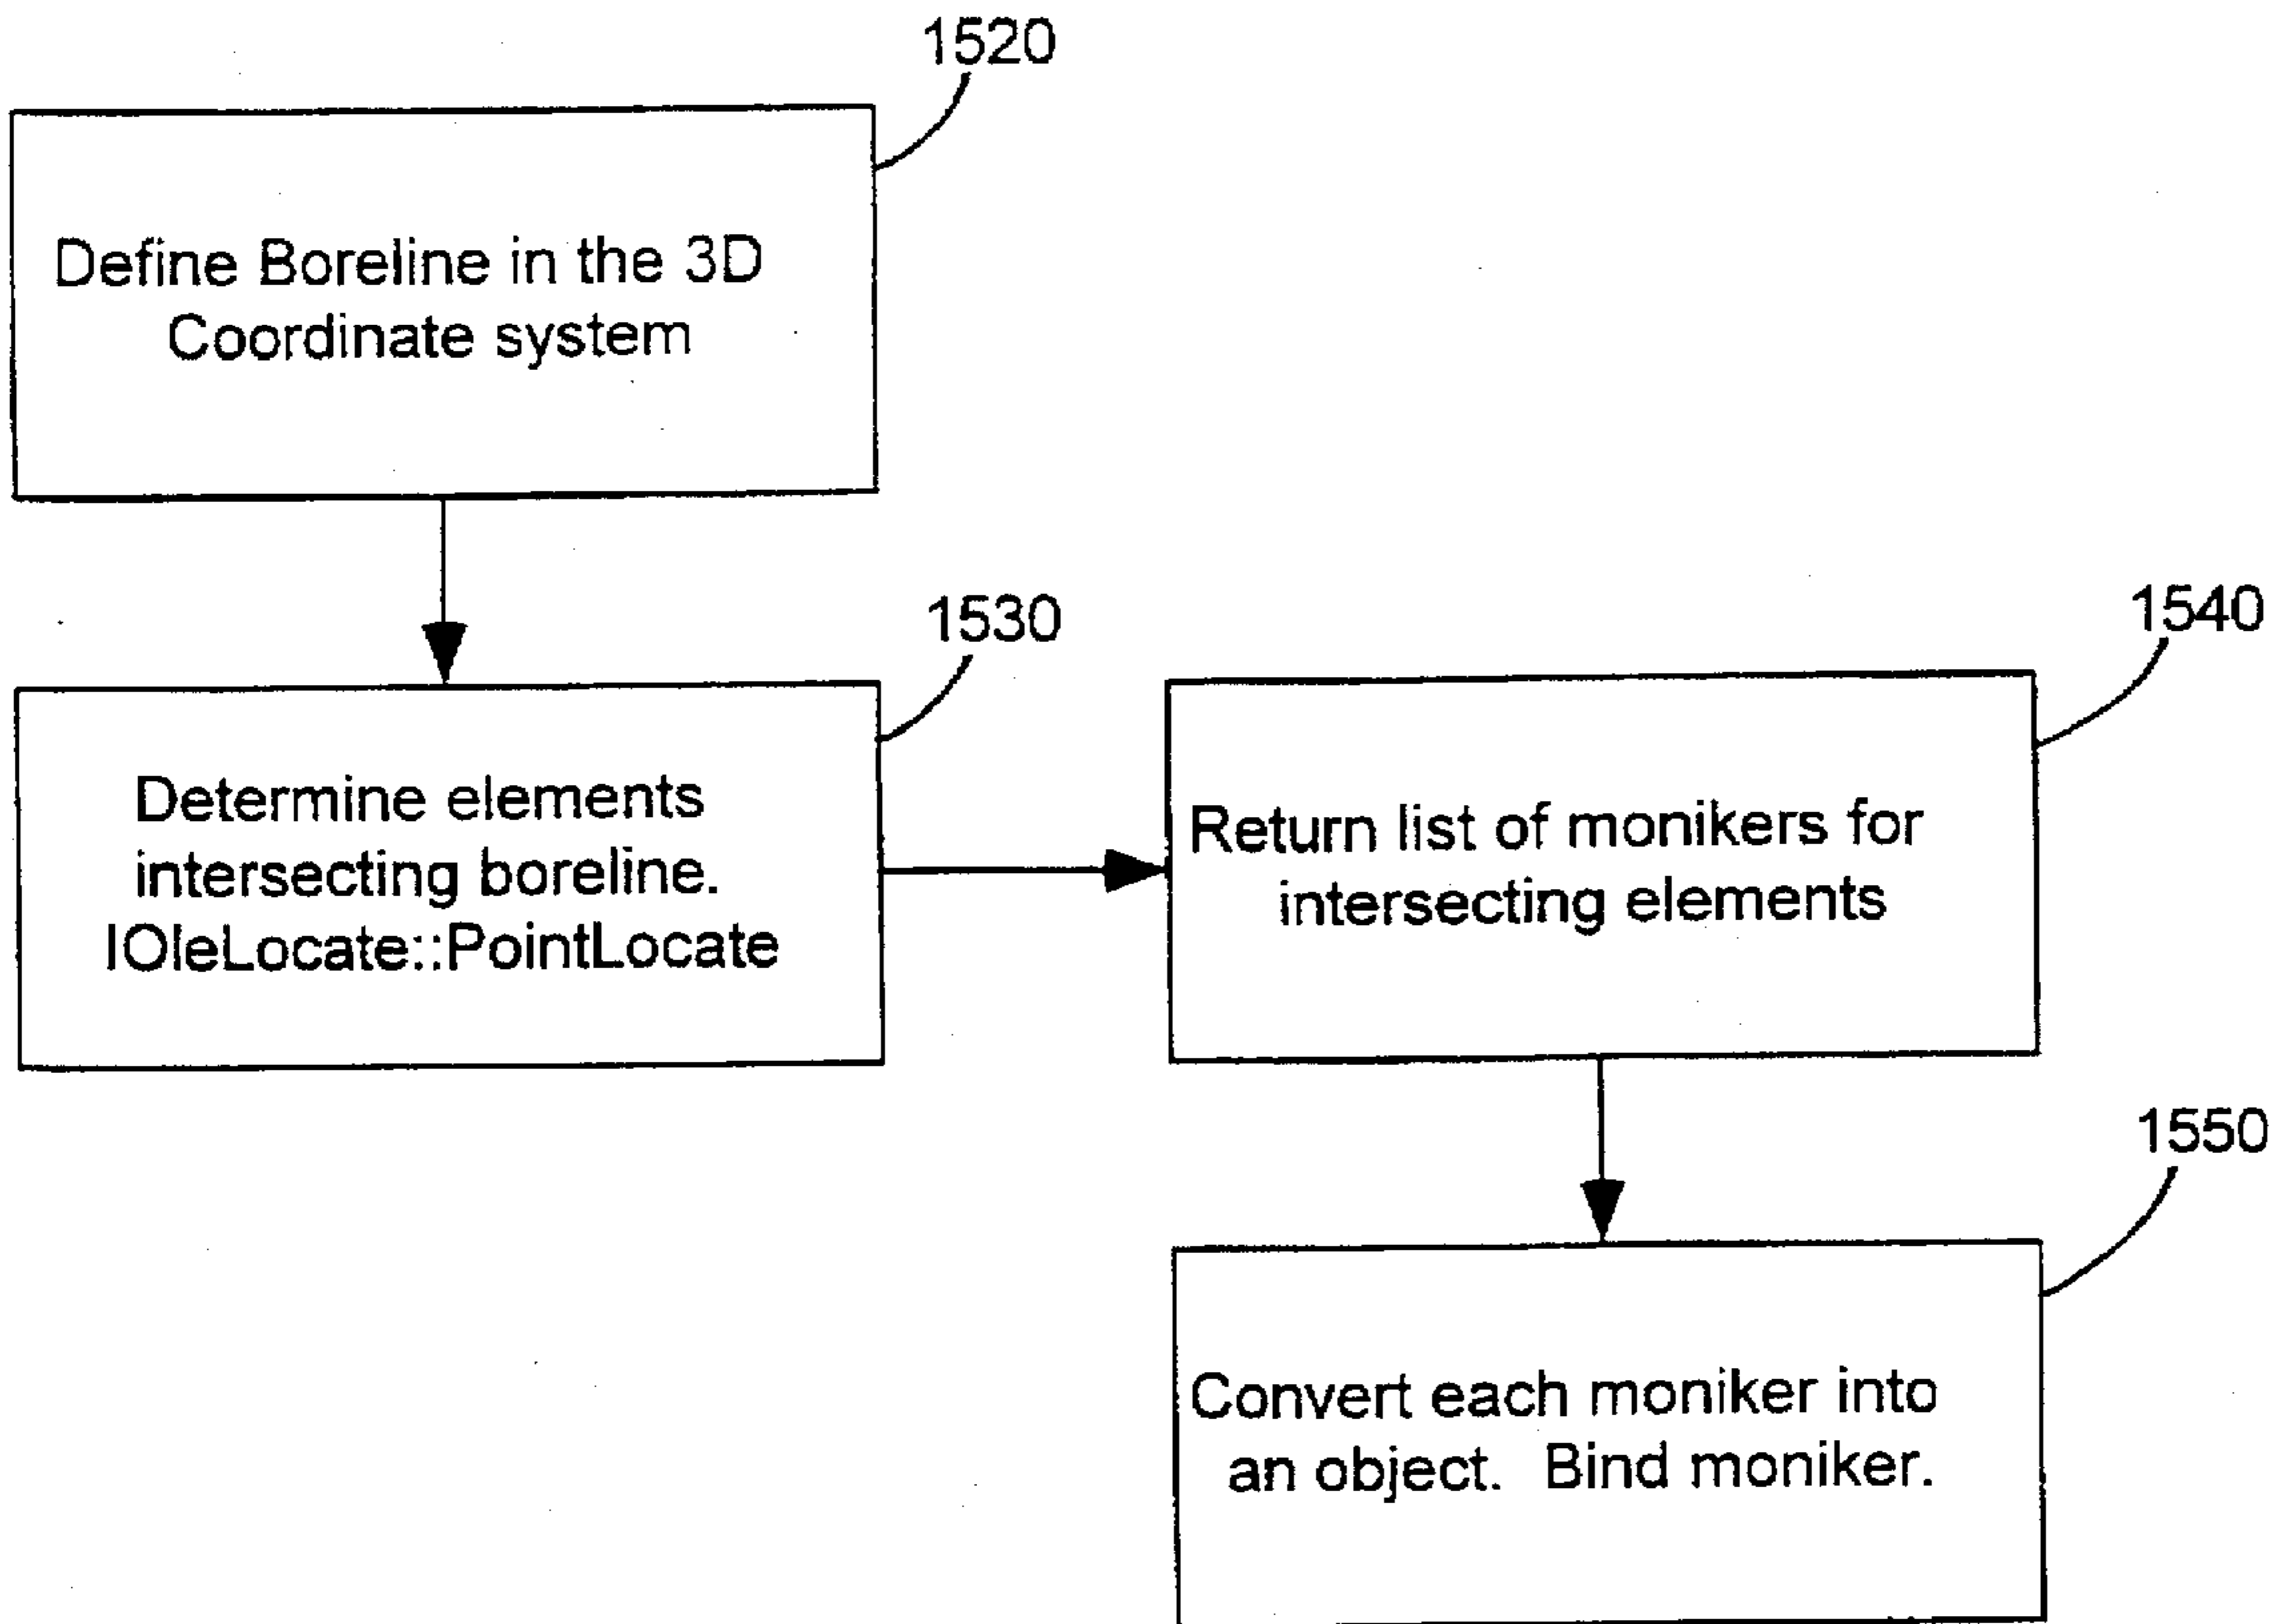 1520
Define Boreline in the 3D
Coordinate system
1530
Determine elements
intersecting boreline.
IOleLocate::PointLocate
1540
Return list of monikers for
intersecting elements
1550
Convert each moniker into
an object. Bind moniker.